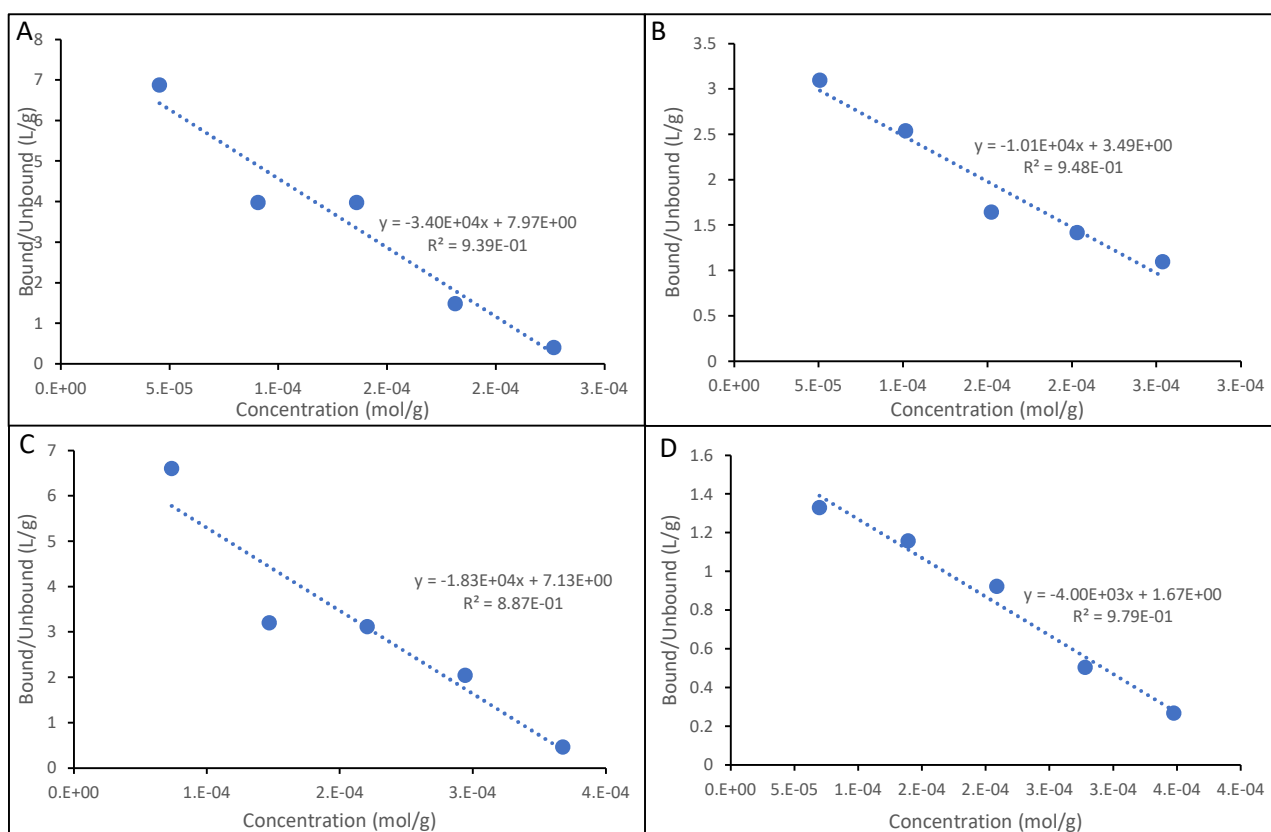 A
8
7
6
5
4
3
2
1
0
Bound/Unbound (L/g)
y = -3.40E+04x + 7.97E+00
R² = 9.39E-01
0.E+00
5.E-05
1.E-04
2.E-04
2.E-04
3.E-04
Concentration (mol/g)
B
3.5
3
2.5
2
1.5
1
0.5
0
Bound/Unbound (L/g)
y = -1.01E+04x + 3.49E+00
R² = 9.48E-01
0.E+00
5.E-05
1.E-04
2.E-04
2.E-04
3.E-04
3.E-04
Concentration (mol/g)
C
7
6
5
4
3
2
1
0
Bound/Unbound (L/g)
y = -1.83E+04x + 7.13E+00
R² = 8.87E-01
0.E+00
1.E-04
2.E-04
3.E-04
4.E-04
Concentration (mol/g)
D
1.6
1.4
1.2
1
0.8
0.6
0.4
0.2
0
Bound/Unbound (L/g)
y = -4.00E+03x + 1.67E+00
R² = 9.79E-01
0.E+00
5.E-05
1.E-04
2.E-04
2.E-04
3.E-04
3.E-04
4.E-04
4.E-04
Concentration (mol/g)